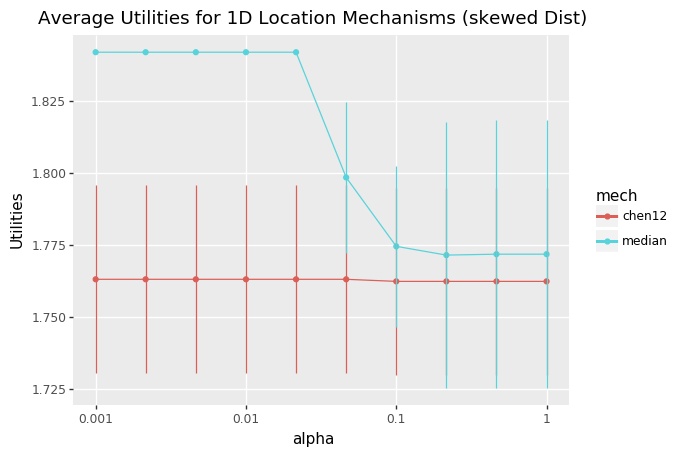 Average Utilities for 1D Location Mechanisms (skewed Dist)
1.825
1.800
1.775
1.750
1.725
Utilities
0.001
0.01
0.1
1
alpha
mech
chen12
median